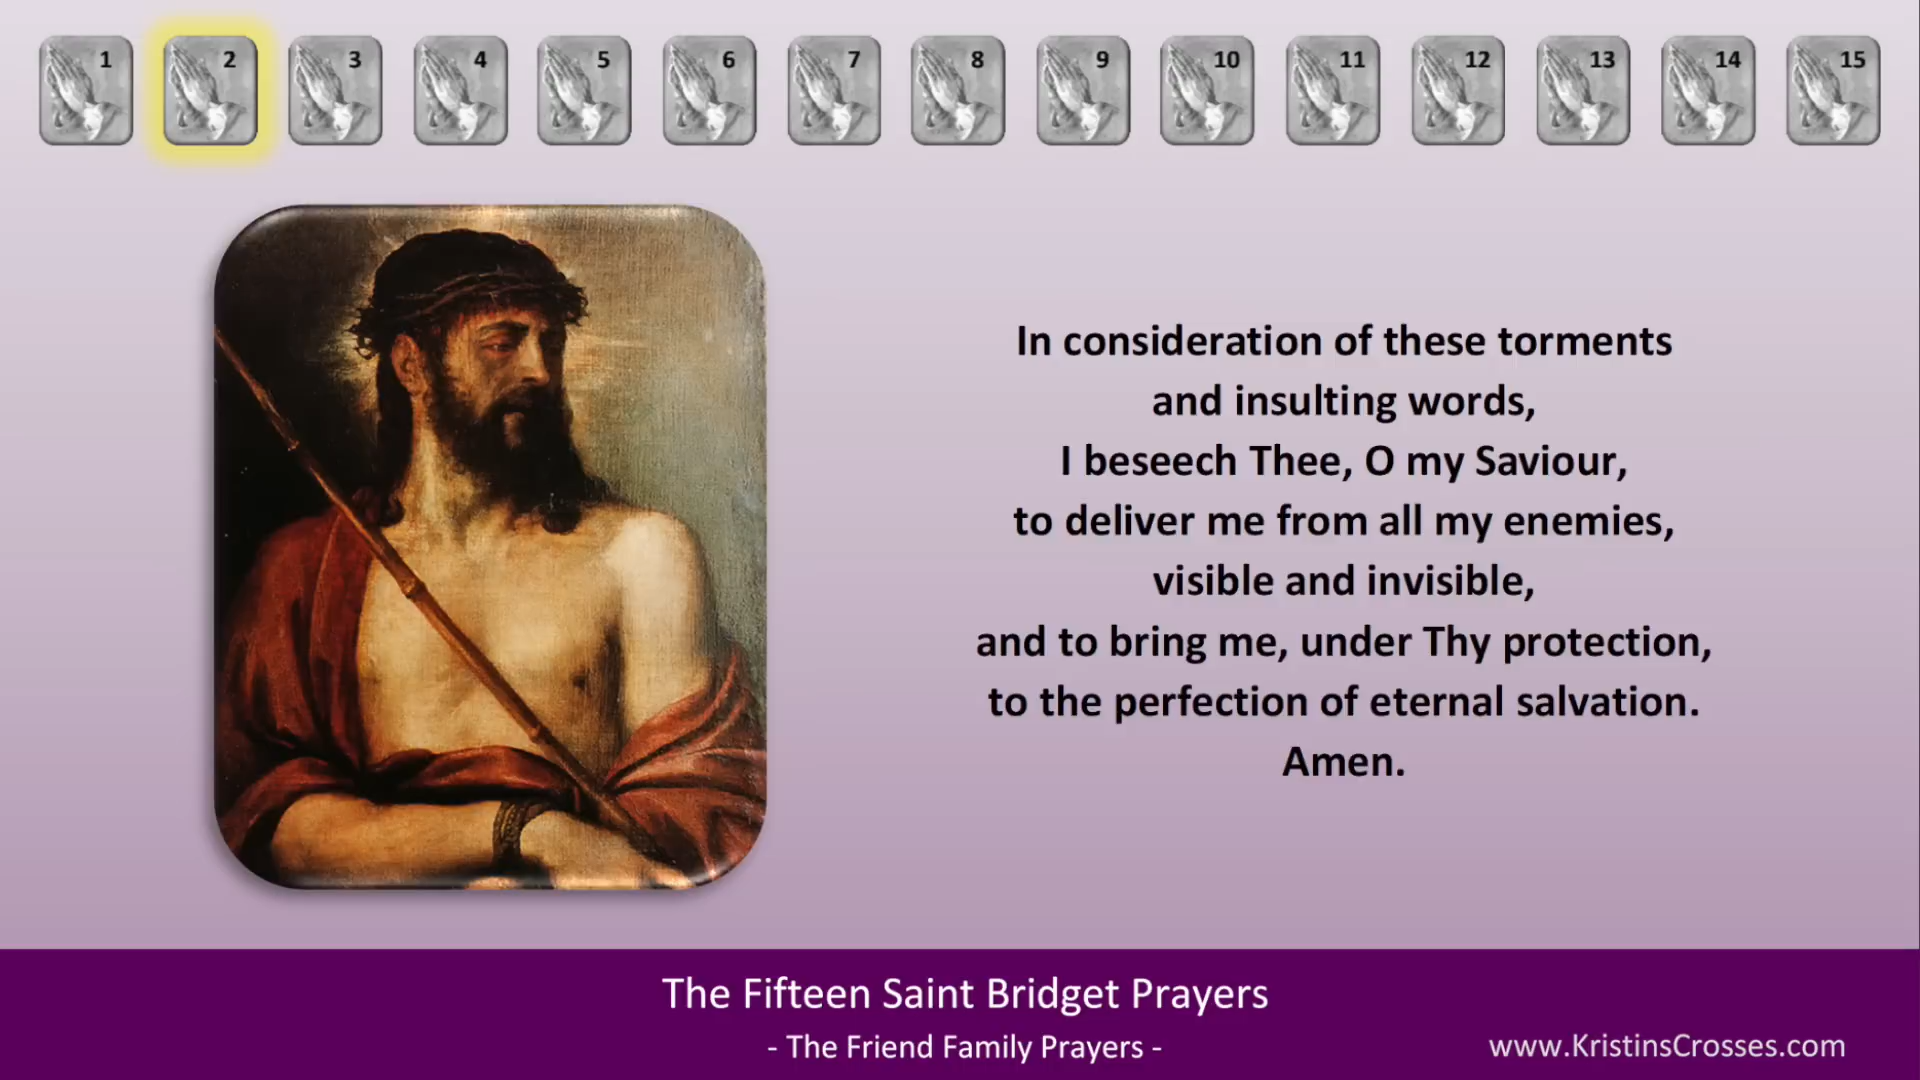 1 2 3 4 5 6 7 8 9 10 11 12 13 14 15
In consideration of these torments
and insulting words,
I beseech Thee, O my Saviour,
to deliver me from all my enemies,
visible and invisible,
and to bring me, under Thy protection,
to the perfection of eternal salvation.
Amen.
The Fifteen Saint Bridget Prayers
- The Friend Family Prayers -
www.KristinsCrosses.com